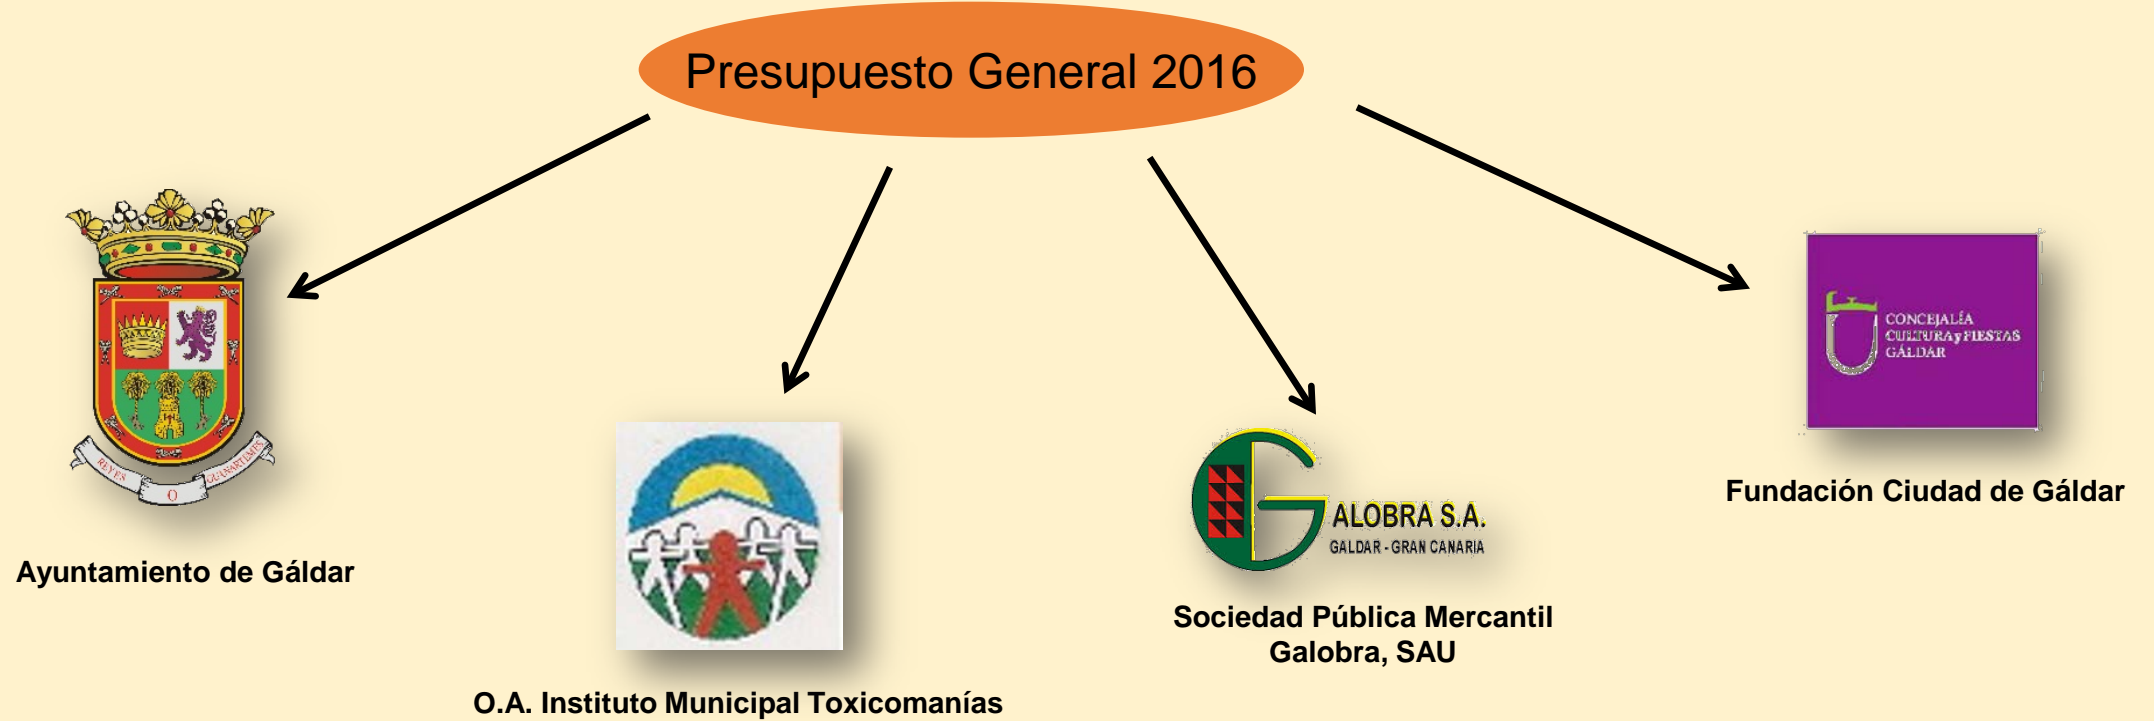 Presupuesto General 2016
REYES O GUANARTEMES
Ayuntamiento de Gáldar
O.A. Instituto Municipal Toxicomanías
ALOBRA S.A.
GALDAR - GRAN CANARIA
Sociedad Pública Mercantil
Galobra, SAU
CONCEJALÍA
CULTURA y FIESTAS
GÁLDAR
Fundación Ciudad de Gáldar